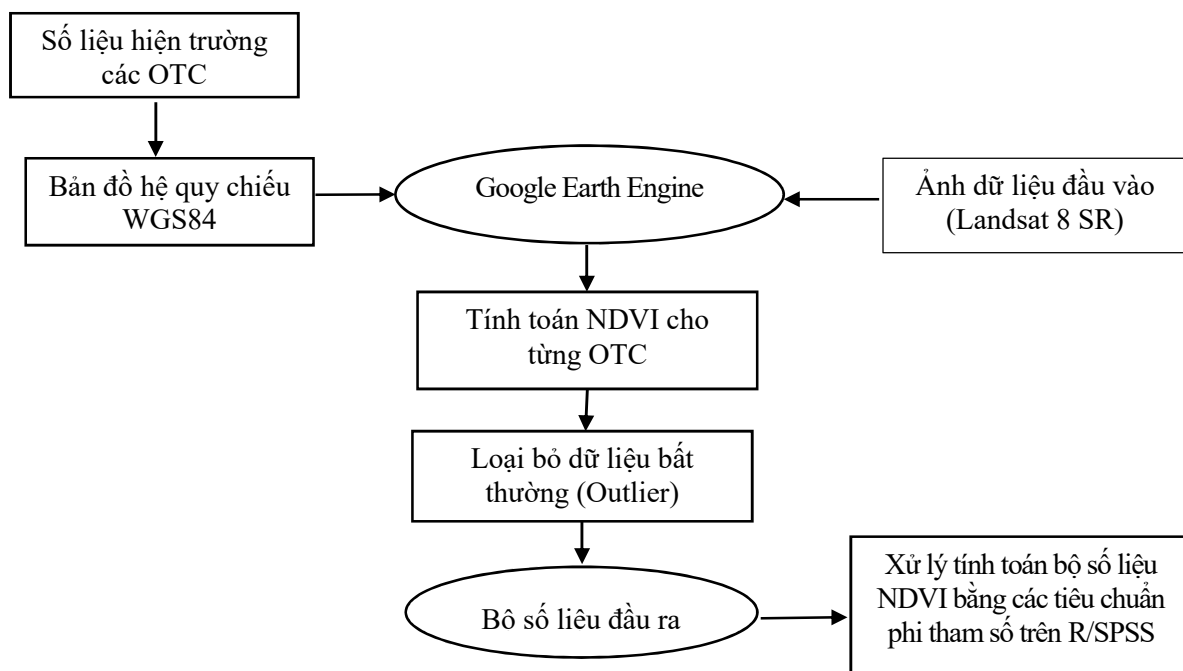 Số liệu hiện trường
các OTC
Bản đồ hệ quy chiếu
WGS84
Google Earth Engine
Ảnh dữ liệu đầu vào
(Landsat 8 SR)
Tính toán NDVI cho
từng OTC
Loại bỏ dữ liệu bất
thường (Outlier)
Bô số liêu đầu ra
Xử lý tính toán bộ số liệu
NDVI bằng các tiêu chuẩn
phi tham số trên R/SPSS